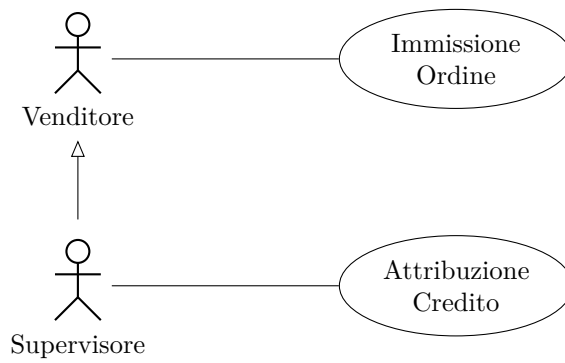 Immissione
Ordine
Venditore
Attribuzione
Credito
Supervisore